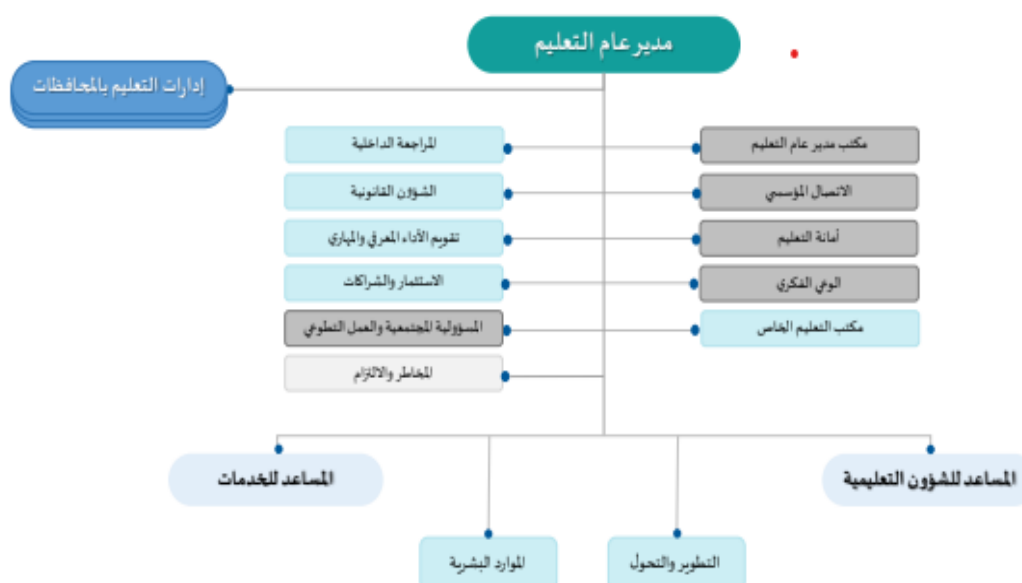 مدير عام التعليم
إدارات التعليم بالمحافظات
مكتب مدير عام التعليم
المراجعة الداخلية
الاتصال المؤسسي
الشؤون القانونية
أمانة التعليم
تقويم الأداء المعرفي والمهاري
الوعي الفكري
الاستثمار والشراكات
مكتب التعليم الخاص
المسؤولية المجتمعية والعمل التطوعي
المخاطر والالتزام
المساعد للشؤون التعليمية
المساعد للخدمات
التطوير والتحول
الموارد البشرية